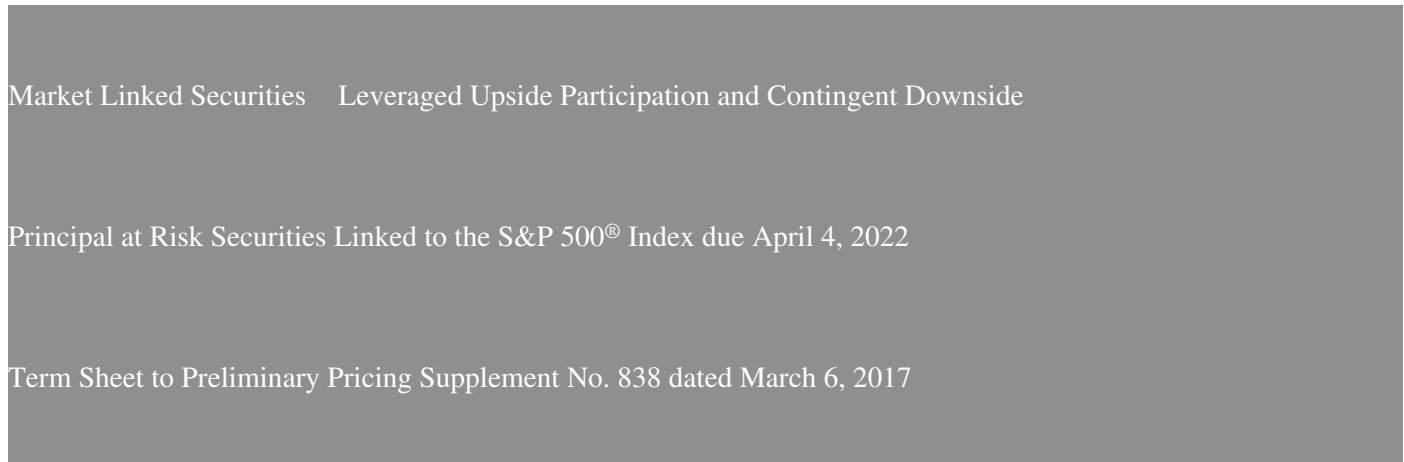 Market Linked Securities Leveraged Upside Participation and Contingent Downside
Principal at Risk Securities Linked to the S&P 500® Index due April 4, 2022
Term Sheet to Preliminary Pricing Supplement No. 838 dated March 6, 2017